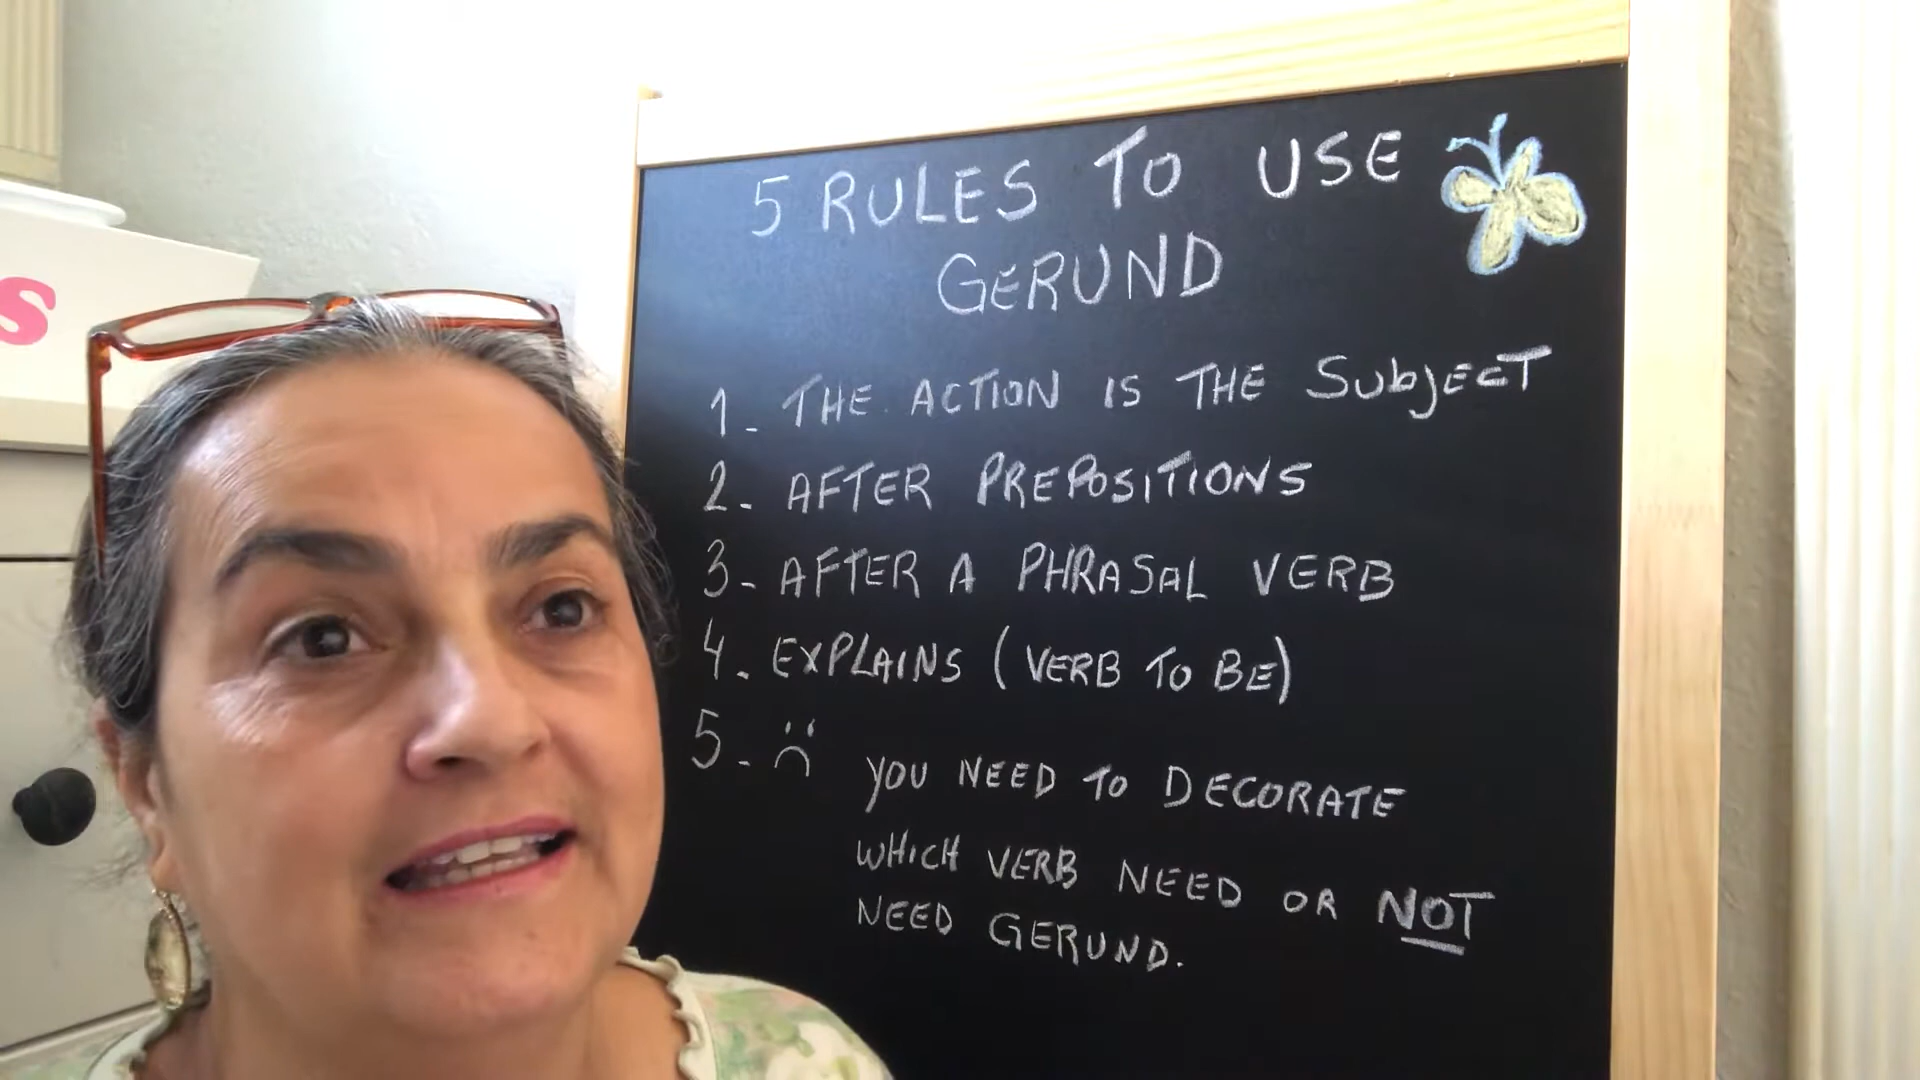 S
5 RULES TO USE
GERUND
1. THE ACTION IS THE SUBJECT
2. AFTER PREPOSITIONS
3 - AFTER A PHRASAL VERB
4. EXPLAINS (VERB TO BE)
5 - YOU NEED TO DECORATE
WHICH VERB NEED OR NOT
NEED GERUND.